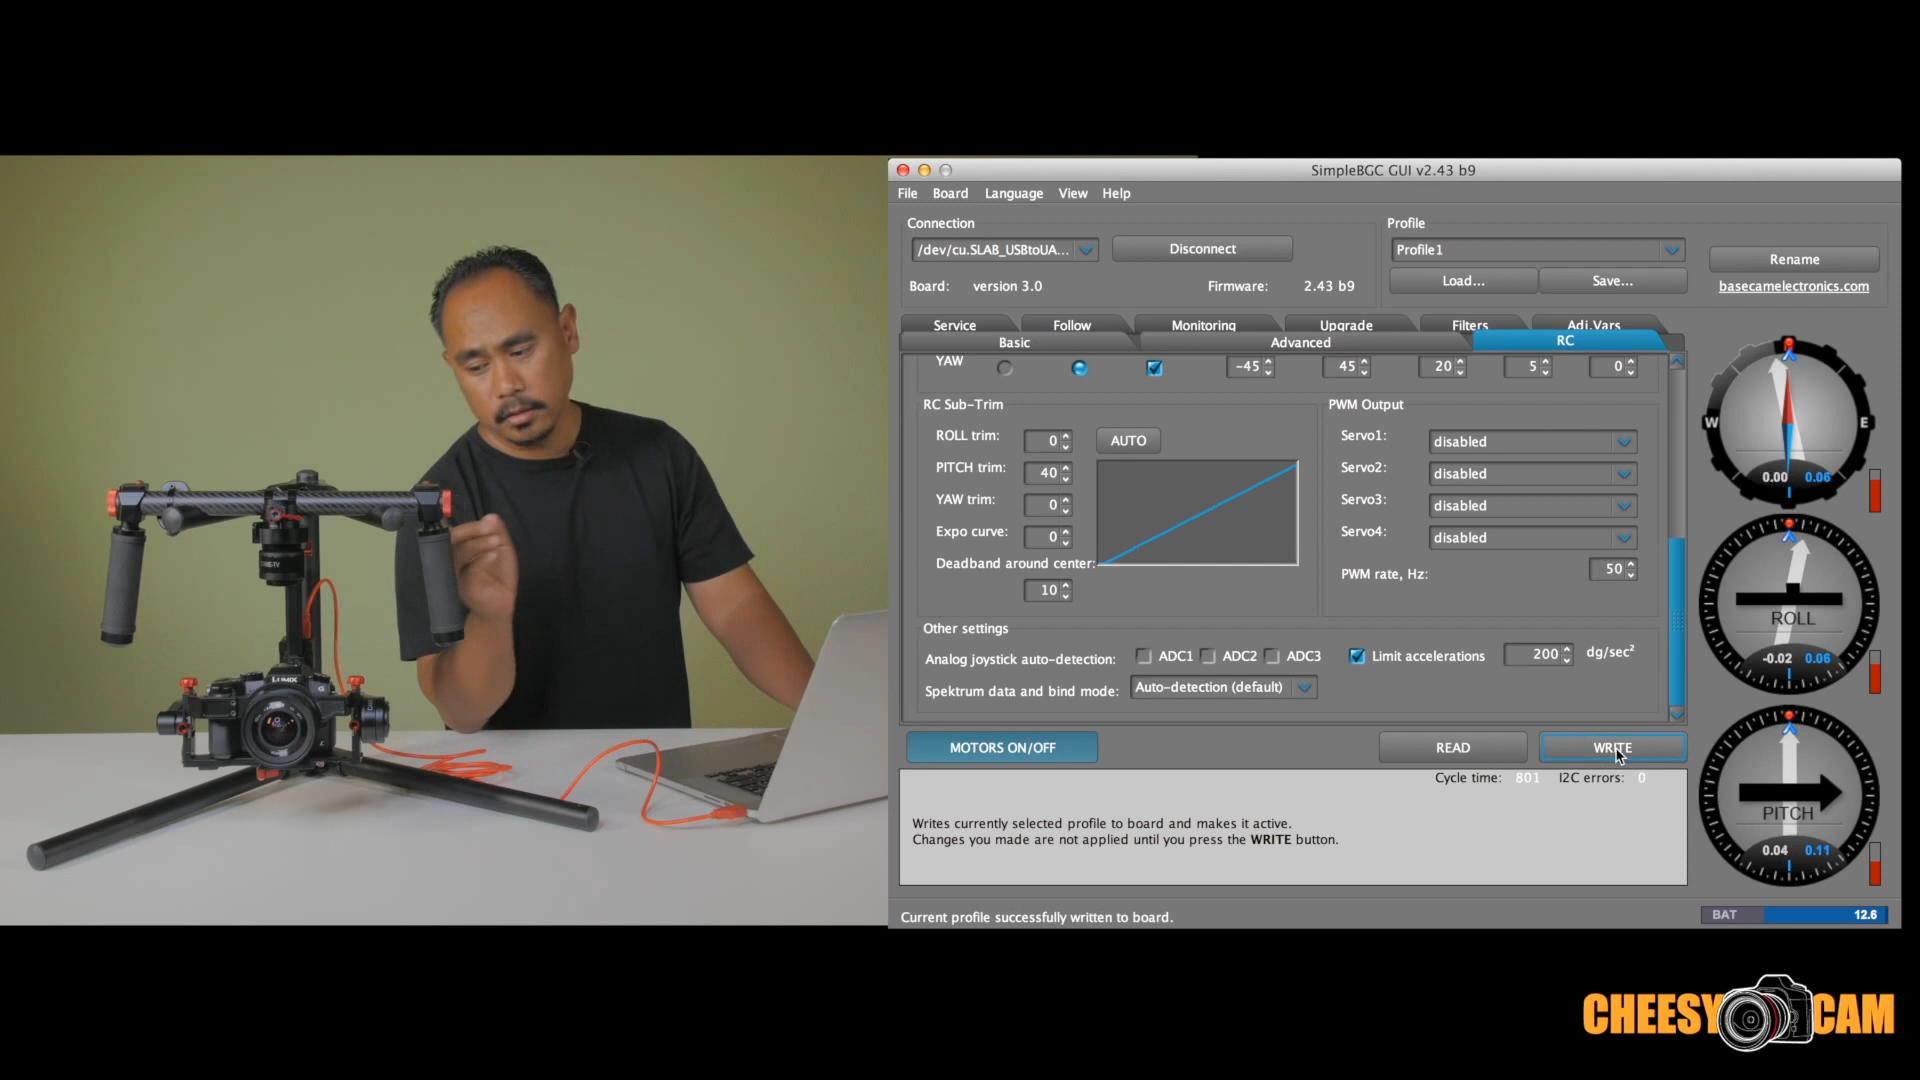 SimpleBGC GUI v2.43 b9
File Board Language View Help
Connection
/dev/cu.SLAB_USBtoUA...
Disconnect
Board: version 3.0 Firmware: 2.43 b9
Profile
Profile1
Load... Save...
Rename
basecamelectronics.com
Service Follow Monitoring Upgrade Filters Adj.Vars
Basic Advanced RC
YAW -45 45 20 5 0
RC Sub-Trim
ROLL trim: 0 AUTO
PITCH trim: 40
YAW trim: 0
Expo curve: 0
Deadband around center:
10
PWM Output
Servo1: disabled
Servo2: disabled
Servo3: disabled
Servo4: disabled
PWM rate, Hz: 50
Other settings
Analog joystick auto-detection: ADC1 ADC2 ADC3 Limit accelerations 200 dg/sec²
Spektrum data and bind mode: Auto-detection (default)
MOTORS ON/OFF READ WRITE
Cycle time: 801 I2C errors: 0
Writes currently selected profile to board and makes it active.
Changes you made are not applied until you press the WRITE button.
Current profile successfully written to board.
W E
0.00 0.06
ROLL
-0.02 0.06
PITCH
0.04 0.11
BAT 12.6
LUMIX
CHEESYCAM